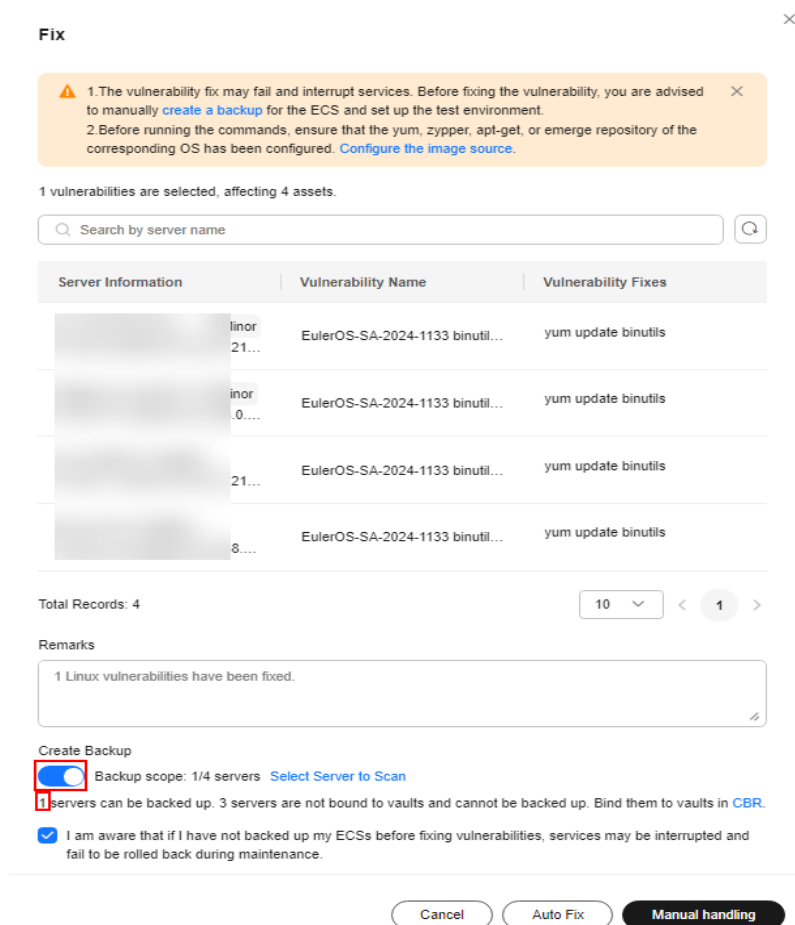 Fix
1.The vulnerability fix may fail and interrupt services. Before fixing the vulnerability, you are advised
to manually create a backup for the ECS and set up the test environment.
2.Before running the commands, ensure that the yum, zypper, apt-get, or emerge repository of the
corresponding OS has been configured. Configure the image source.
1 vulnerabilities are selected, affecting 4 assets.
Search by server name
Server Information Vulnerability Name Vulnerability Fixes
linor
21...
EulerOS-SA-2024-1133 binutil... yum update binutils
inor
.0....
EulerOS-SA-2024-1133 binutil... yum update binutils
21...
EulerOS-SA-2024-1133 binutil... yum update binutils
8....
EulerOS-SA-2024-1133 binutil... yum update binutils
Total Records: 4 10 < 1 >
Remarks
1 Linux vulnerabilities have been fixed.
Create Backup
Backup scope: 1/4 servers Select Server to Scan
1 servers can be backed up. 3 servers are not bound to vaults and cannot be backed up. Bind them to vaults in CBR.
I am aware that if I have not backed up my ECSs before fixing vulnerabilities, services may be interrupted and
fail to be rolled back during maintenance.
Cancel Auto Fix Manual handling